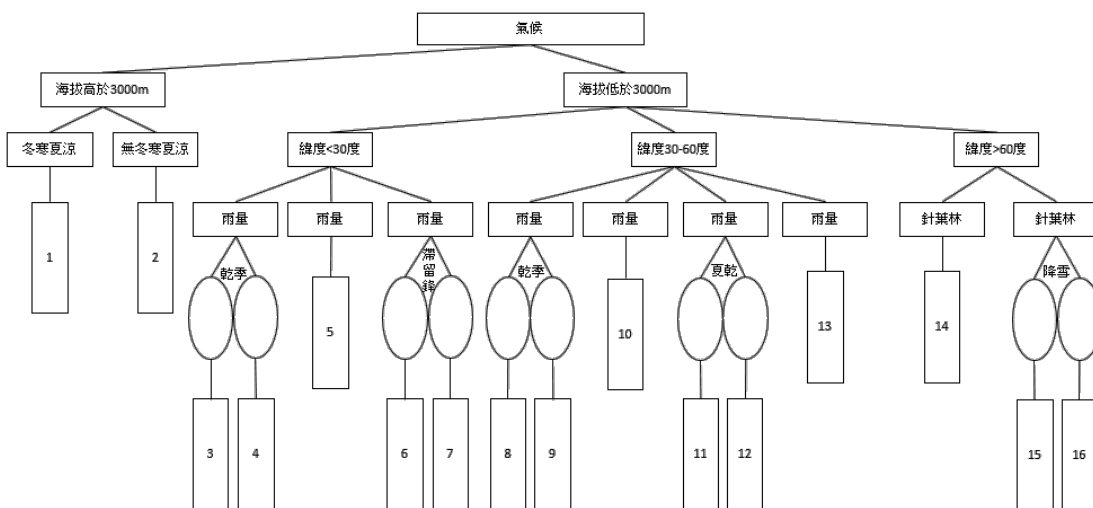 氣候
海拔高於3000m
海拔低於3000m
冬寒夏涼
無冬寒夏涼
緯度<30度
緯度30-60度
緯度>60度
雨量
雨量
雨量
雨量
雨量
雨量
雨量
針葉林
針葉林
乾季
滯留鋒
乾季
夏乾
降雪
1
2
5
10
13
14
3
4
6
7
8
9
11
12
15
16